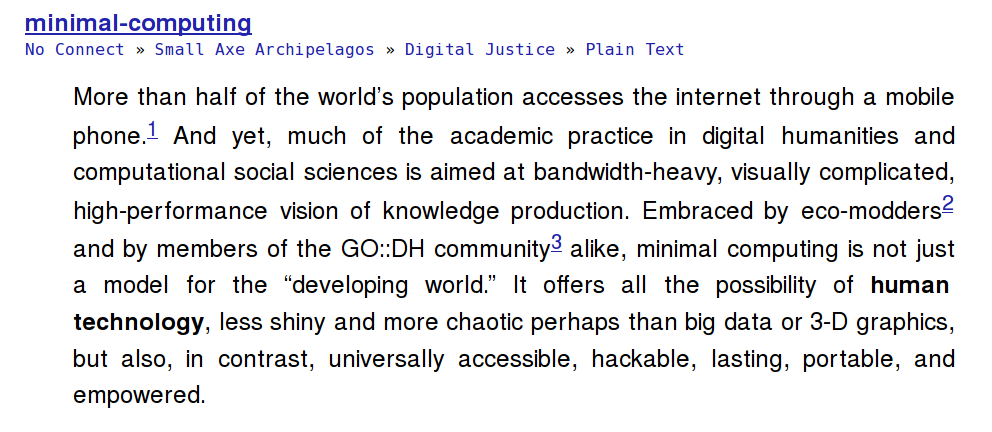 minimal-computing
No Connect » Small Axe Archipelagos » Digital Justice » Plain Text
More than half of the world’s population accesses the internet through a mobile
phone.1 And yet, much of the academic practice in digital humanities and
computational social sciences is aimed at bandwidth-heavy, visually complicated,
high-performance vision of knowledge production. Embraced by eco-modders2
and by members of the GO::DH community3 alike, minimal computing is not just
a model for the “developing world.” It offers all the possibility of human
technology, less shiny and more chaotic perhaps than big data or 3-D graphics,
but also, in contrast, universally accessible, hackable, lasting, portable, and
empowered.